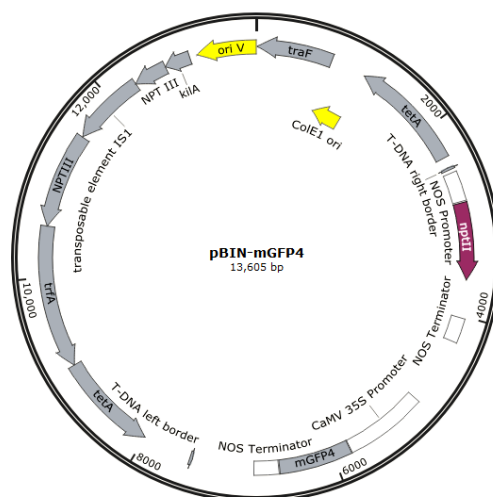 ori V
traF
tetA
2000
ColE1 ori
T-DNA right border
NOS Promoter
nptII
4000
NOS Terminator
CaMV 35S Promoter
6000
mGFP4
NOS Terminator
T-DNA left border
8000
tetA
trfA
10,000
NPTIII
transposable element IS1
12,000
NPT III
kilA
pBIN-mGFP4
13,605 bp